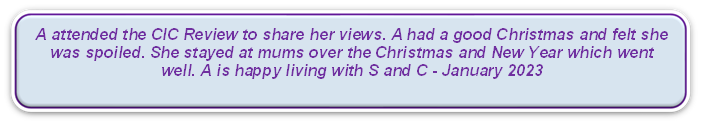 A attended the CIC Review to share her views. A had a good Christmas and felt she
was spoiled. She stayed at mums over the Christmas and New Year which went
well. A is happy living with S and C - January 2023